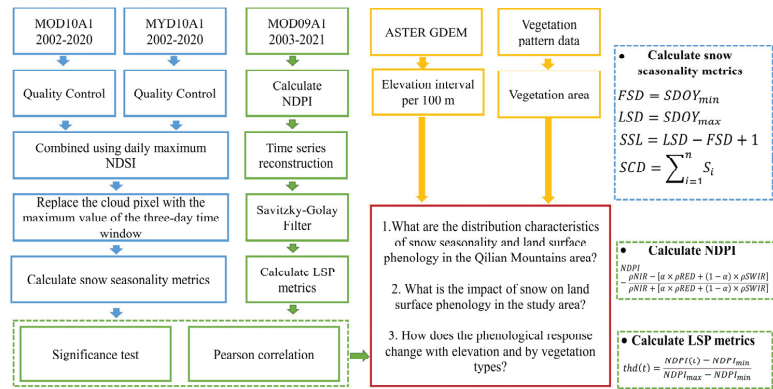 MOD10A1
2002-2020
MYD10A1
2002-2020
MOD09A1
2003-2021
ASTER GDEM
Vegetation
pattern data
Quality Control
Quality Control
Calculate
NDPI
Elevation interval
per 100 m
Vegetation area
Combined using daily maximum
NDSI
Time series
reconstruction
Replace the cloud pixel with the
maximum value of the three-day time
window
Savitzky-Golay
Filter
Calculate snow seasonality metrics
Calculate LSP
metrics
Significance test
Pearson correlation
1.What are the distribution characteristics
of snow seasonality and land surface
phenology in the Qilian Mountains area?
2. What is the impact of snow on land
surface phenology in the study area?
3. How does the phenological response
change with elevation and by vegetation
types?
• Calculate snow
seasonality metrics
FSD = SDOY_min
LSD = SDOY_max
SSL = LSD − FSD + 1
SCD = ∑_{i=1}^{n} S_i
• Calculate NDPI
NDPI
= ρNIR − [α × ρRED + (1 − α) × ρSWIR]
ρNIR + [α × ρRED + (1 − α) × ρSWIR]
• Calculate LSP metrics
thd(t) = NDPI(t) − NDPI_min
NDPI_max − NDPI_min